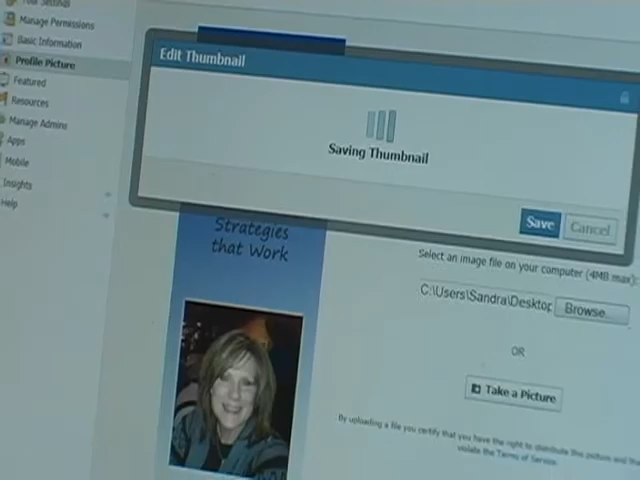 Your Settings
Manage Permissions
Basic Information
Profile Picture
Featured
Resources
Manage Admins
Apps
Mobile
Insights
Help
Edit Thumbnail
Saving Thumbnail
Save
Cancel
Strategies
that Work
Select an image file on your computer (4MB max):
C:\Users\Sandra\Desktop
Browse...
OR
Take a Picture
By uploading a file you certify that you have the right to distribute this picture and that
violate the Terms of Service.